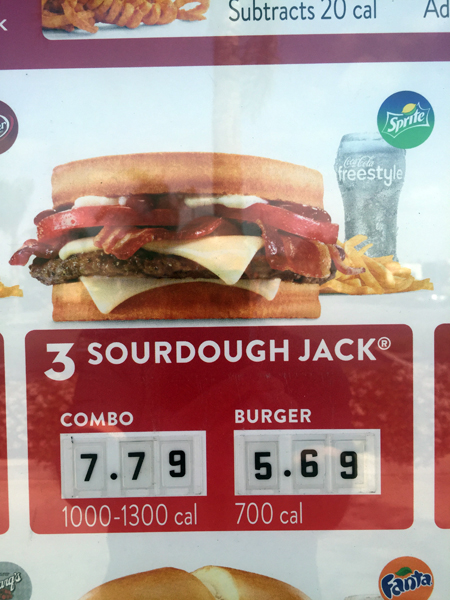 Subtracts 20 cal
Ad
K
Sprite
Coca-Cola
freestyle
3 SOURDOUGH JACK®
COMBO
BURGER
7.79
5.69
1000-1300 cal
700 cal
Fanta